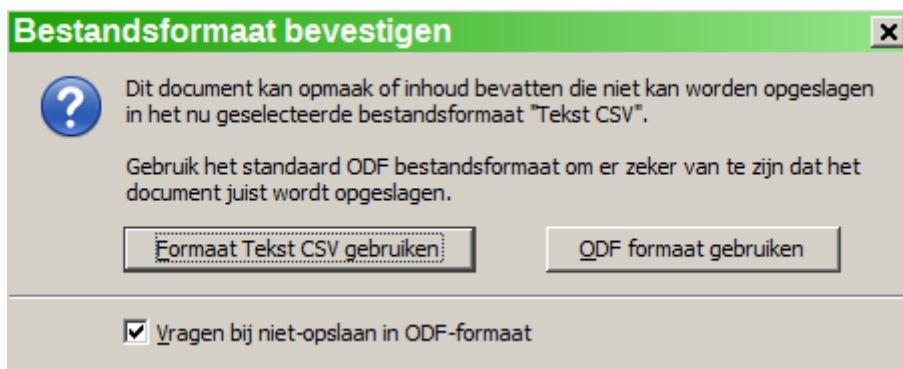 Bestandsformaat bevestigen
Dit document kan opmaak of inhoud bevatten die niet kan worden opgeslagen
in het nu geselecteerde bestandsformaat "Tekst CSV".
Gebruik het standaard ODF bestandsformaat om er zeker van te zijn dat het
document juist wordt opgeslagen.
Formaat Tekst CSV gebruiken
ODF formaat gebruiken
Vragen bij niet-opslaan in ODF-formaat